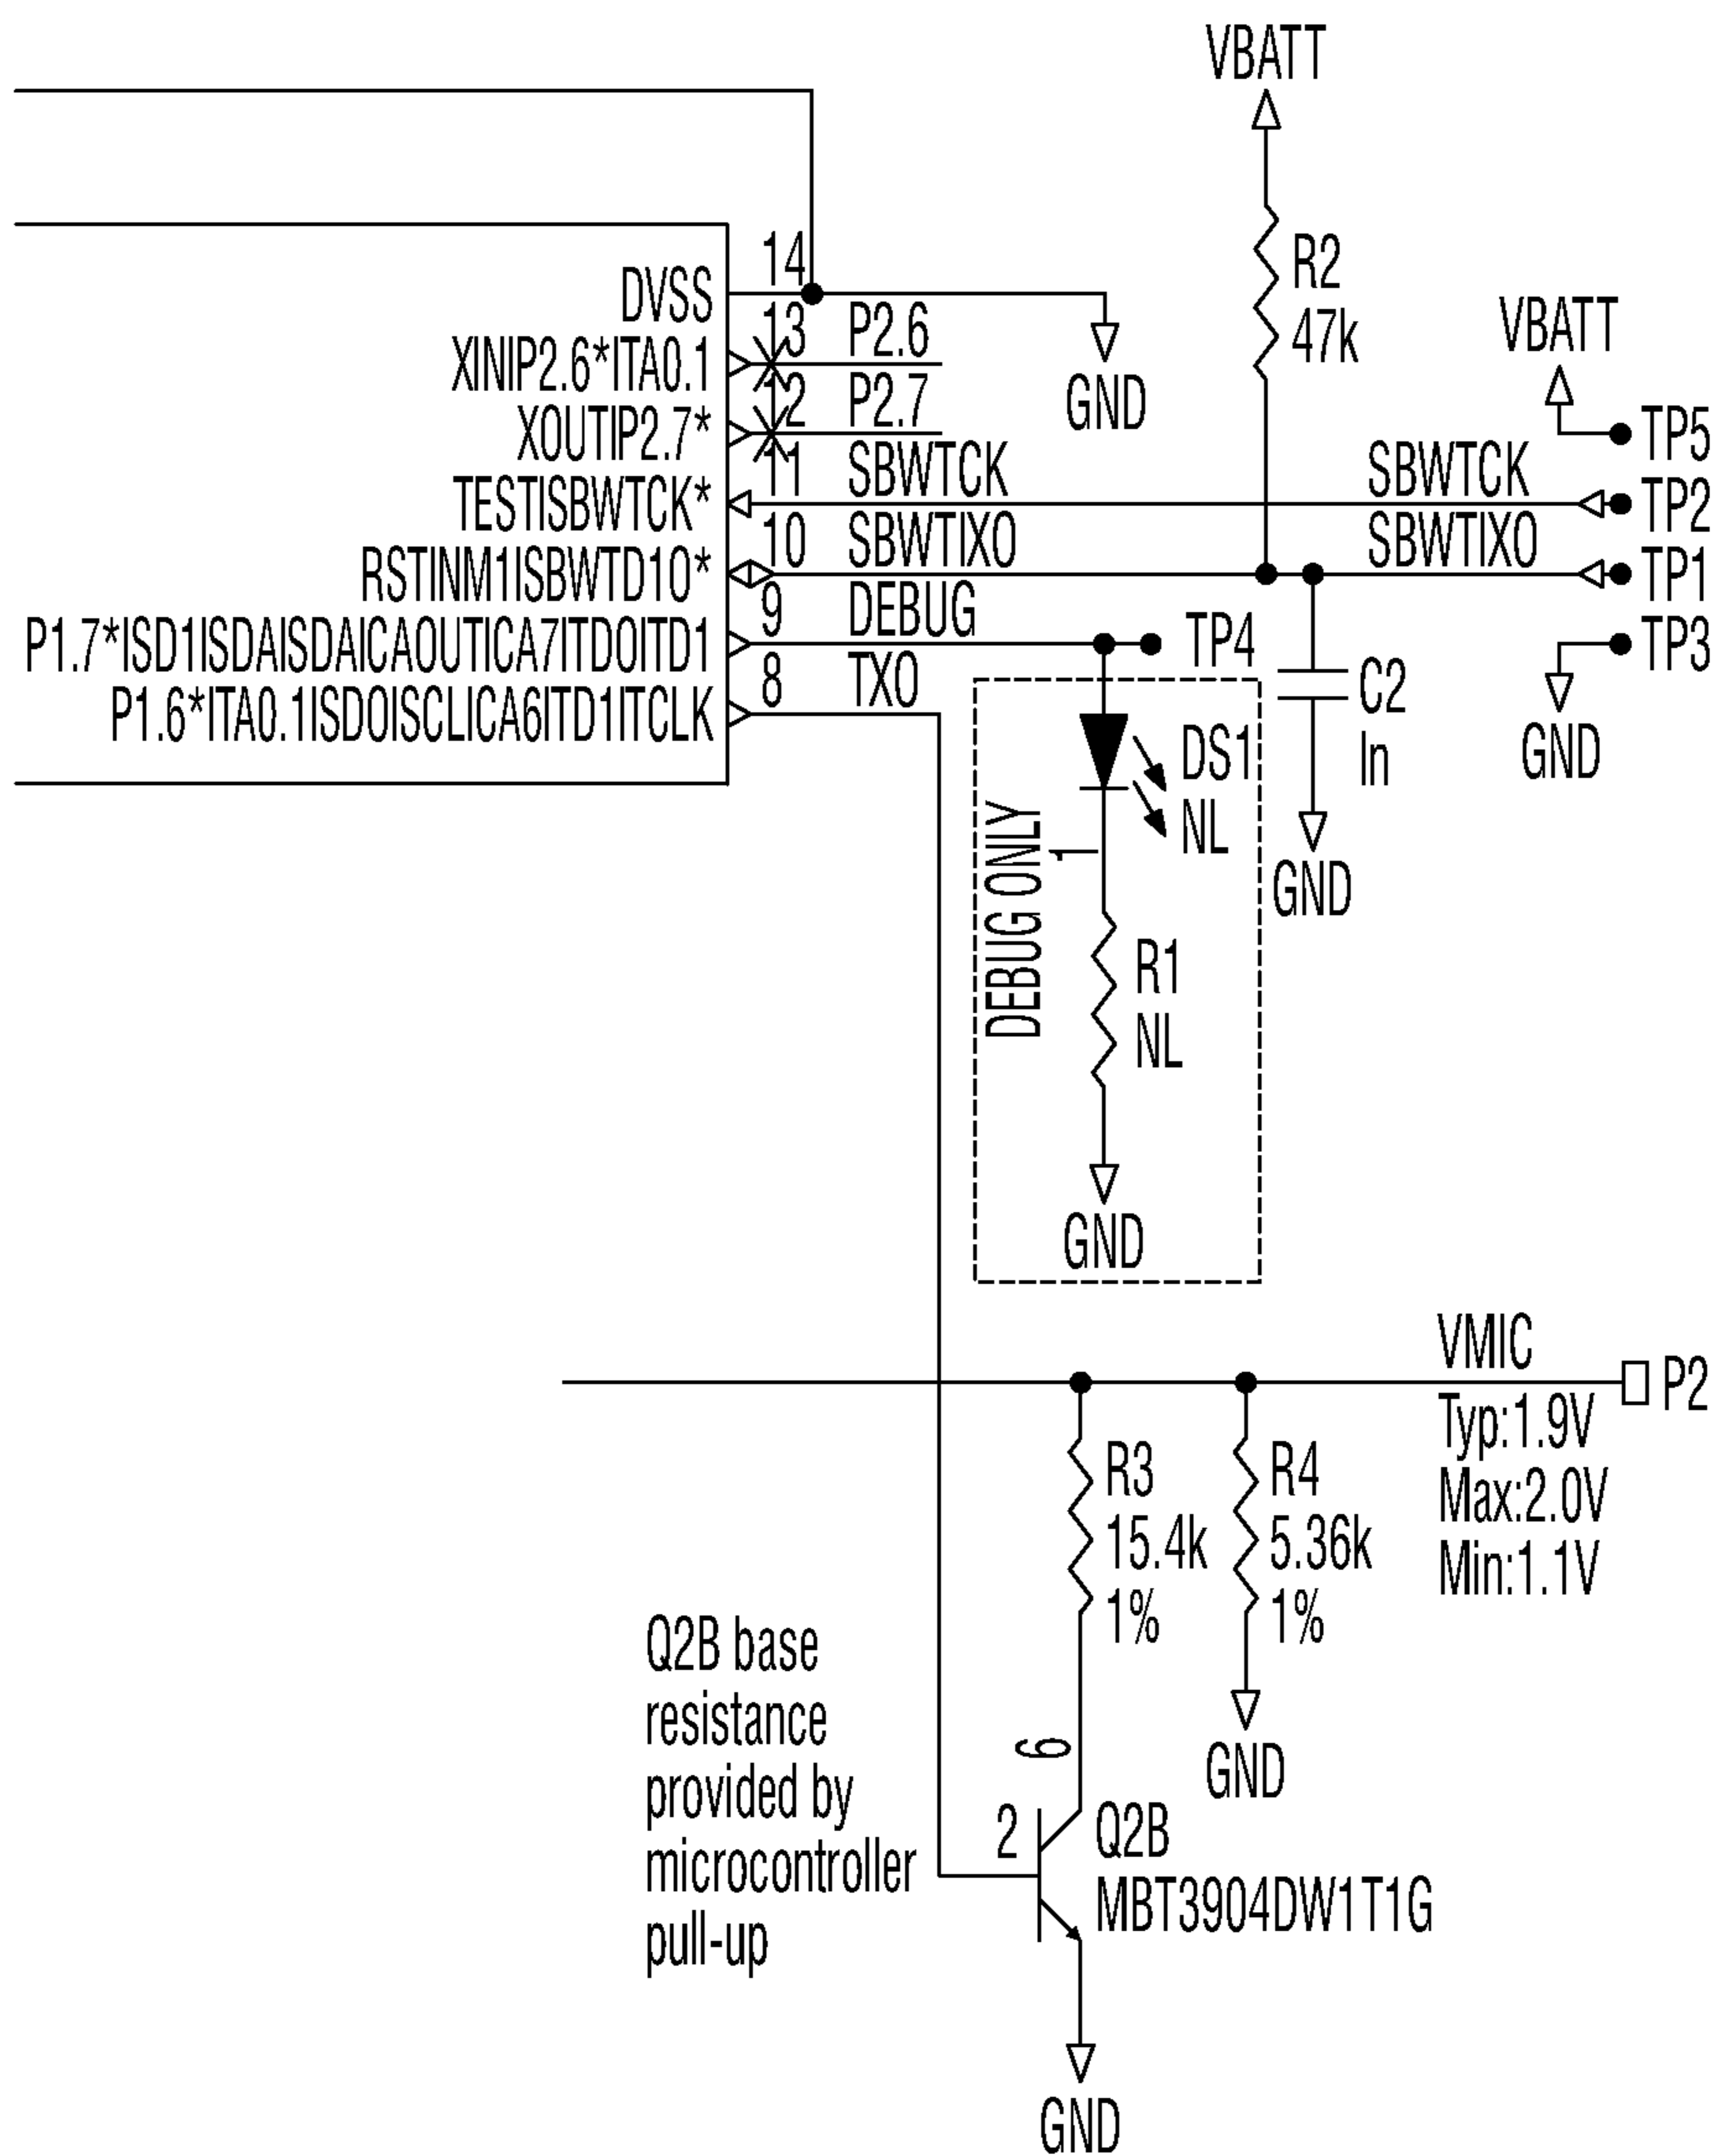 VBATT
14
DVSS
R2
47k
13
P2.6
XINIP2.6*ITA0.1
GND
VBATT
12
P2.7
XOUTIP2.7*
TP5
11
SBWTCK
SBWTCK
TESTISBWTCK*
TP2
10
SBWTIXO
SBWTIXO
RSTINM1ISBWTD1O*
TP1
9
DEBUG
P1.7*ISD1ISDAISDAICAOUTICA7ITDOITD1
TP4
TP3
8
TXO
P1.6*ITA0.1ISDOISCLICA6ITD1ITCLK
C2
In
GND
GND
DS1
NL
DEBUG ONLY
1
R1
NL
GND
VMIC
P2
Typ:1.9V
Max:2.0V
Min:1.1V
R3
15.4k
1%
R4
5.36k
1%
GND
Q2B base
resistance
provided by
microcontroller
pull-up
6
2
Q2B
MBT3904DW1T1G
GND